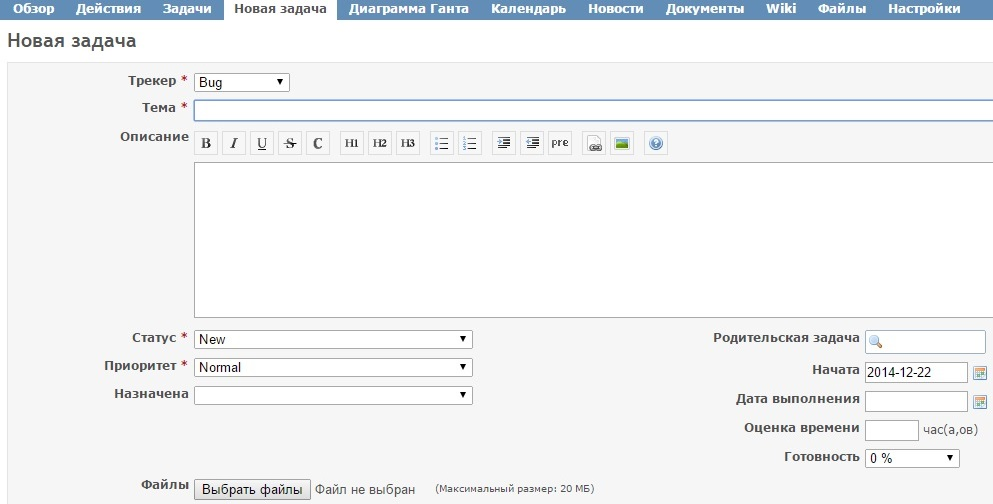 Обзор Действия Задачи Новая задача Диаграмма Ганта Календарь Новости Документы Wiki Файлы Настройки
Новая задача
Трекер * Bug
Тема *
Описание B I U S C H1 H2 H3 pre
Статус * New
Приоритет * Normal
Назначена
Родительская задача
Начата 2014-12-22
Дата выполнения
Оценка времени час(а,ов)
Готовность 0 %
Файлы Выбрать файлы Файл не выбран (Максимальный размер: 20 МБ)